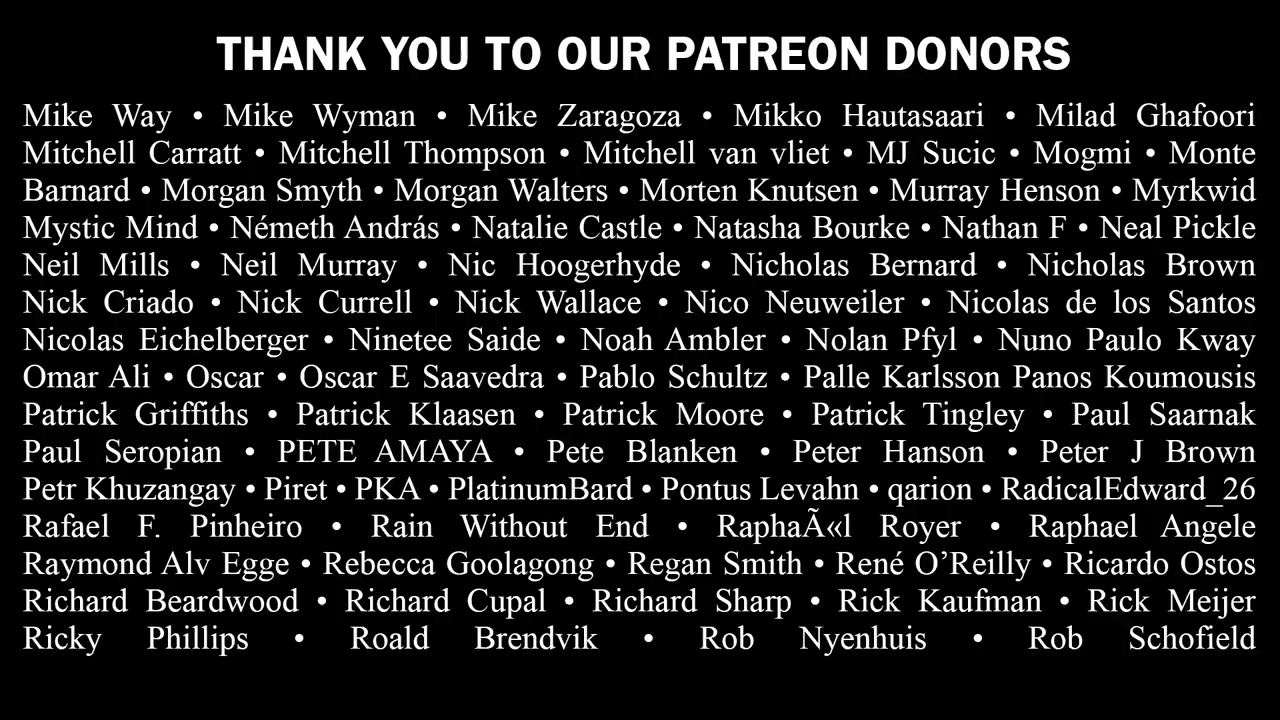 THANK YOU TO OUR PATREON DONORS
Mike Way • Mike Wyman • Mike Zaragoza • Mikko Hautasaari • Milad Ghafoori
Mitchell Carratt • Mitchell Thompson • Mitchell van vliet • MJ Sucic • Mogmi • Monte
Barnard • Morgan Smyth • Morgan Walters • Morten Knutsen • Murray Henson • Myrkwid
Mystic Mind • Németh András • Natalie Castle • Natasha Bourke • Nathan F • Neal Pickle
Neil Mills • Neil Murray • Nic Hoogerhyde • Nicholas Bernard • Nicholas Brown
Nick Criado • Nick Currell • Nick Wallace • Nico Neuweiler • Nicolas de los Santos
Nicolas Eichelberger • Ninetee Saide • Noah Ambler • Nolan Pfyl • Nuno Paulo Kway
Omar Ali • Oscar • Oscar E Saavedra • Pablo Schultz • Palle Karlsson Panos Koumousis
Patrick Griffiths • Patrick Klaasen • Patrick Moore • Patrick Tingley • Paul Saarnak
Paul Seropian • PETE AMAYA • Pete Blanken • Peter Hanson • Peter J Brown
Petr Khuzangay • Piret • PKA • PlatinumBard • Pontus Levahn • qarion • RadicalEdward_26
Rafael F. Pinheiro • Rain Without End • RaphaÃ«l Royer • Raphael Angele
Raymond Alv Egge • Rebecca Goolagong • Regan Smith • René O’Reilly • Ricardo Ostos
Richard Beardwood • Richard Cupal • Richard Sharp • Rick Kaufman • Rick Meijer
Ricky Phillips • Roald Brendvik • Rob Nyenhuis • Rob Schofield